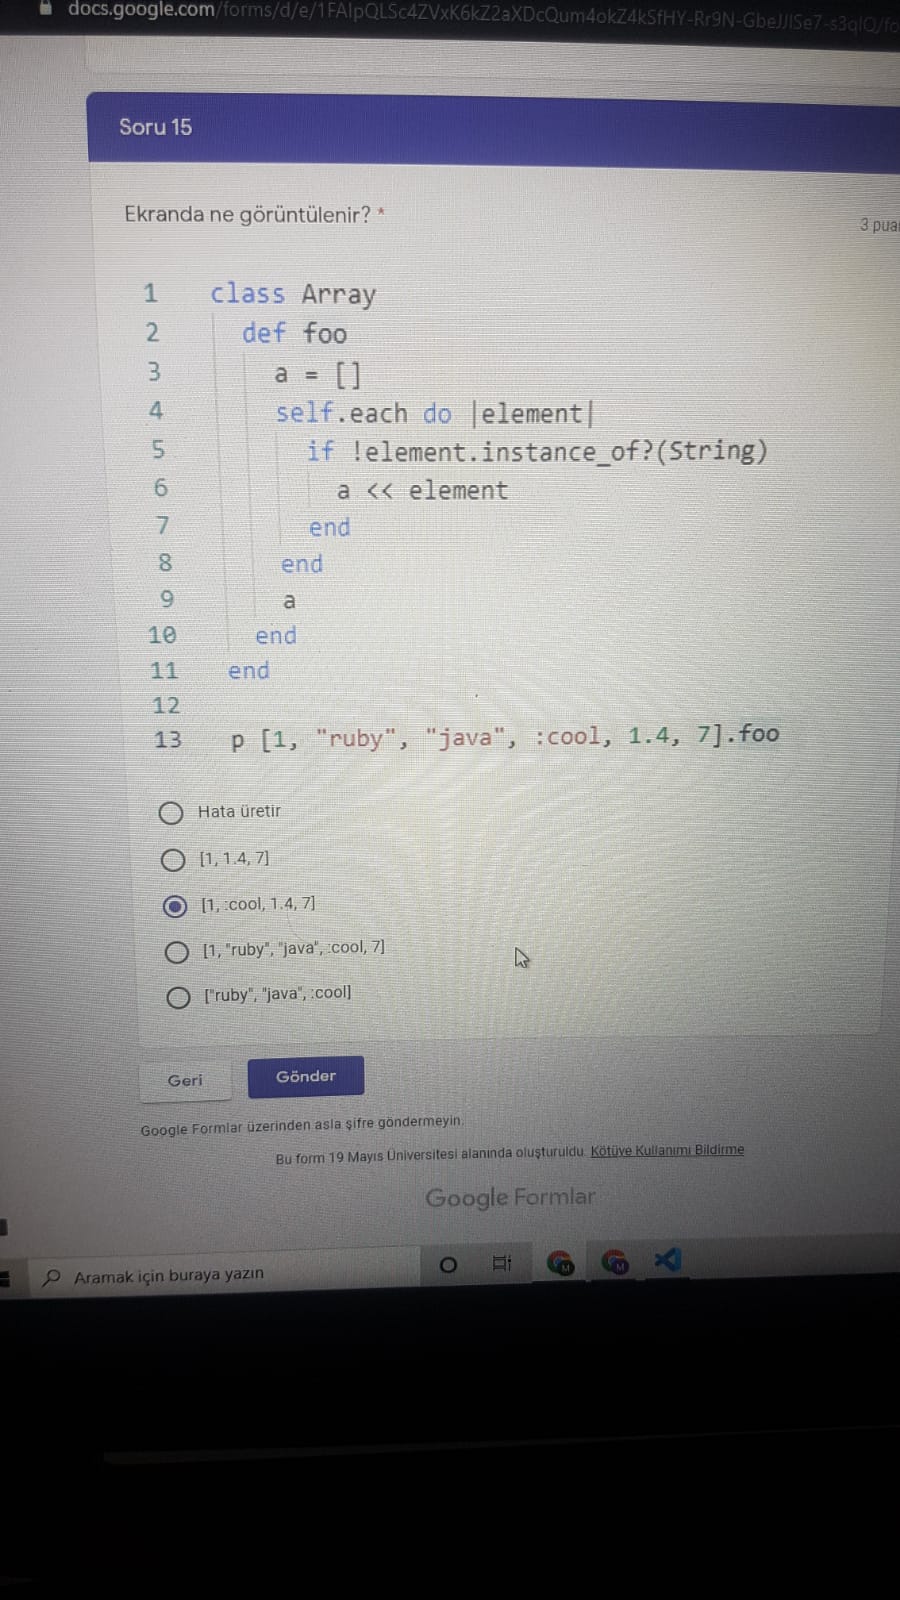 docs.google.com/forms/d/e/1FAIpQLSc4ZVxK6kZ2aXDcQum4okZ4kSfHY-Rr9N-GbeJJISe7-s3qlQ/fo
Soru 15
Ekranda ne görüntülenir? *
3 pua
1 class Array
2 def foo
3 a = []
4 self.each do |element|
5 if !element.instance_of?(String)
6 a << element
7 end
8 end
9 a
10 end
11 end
12
13 p [1, "ruby", "java", :cool, 1.4, 7].foo
Hata üretir
[1, 1.4, 7]
[1, :cool, 1.4, 7]
[1, "ruby", "java", :cool, 7]
["ruby", "java", :cool]
Geri Gönder
Google Formlar üzerinden asla şifre göndermeyin.
Bu form 19 Mayıs Üniversitesi alanında oluşturuldu. Kötüye Kullanımı Bildirme
Google Formlar
Aramak için buraya yazın
M M